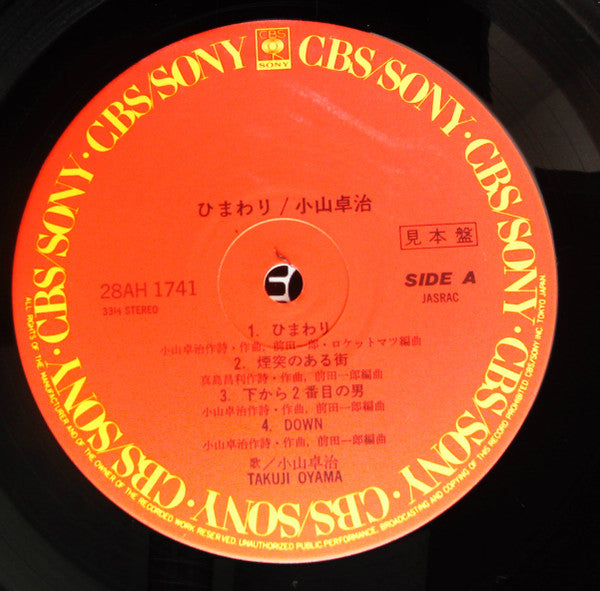 CBS
SONY
CBS/SONY · CBS/SONY · CBS/SONY · CBS/SONY · CBS/SONY · CBS/SONY · CBS/SONY · CBS/SONY
ひまわり/小山卓治
見本盤
28AH 1741
33⅓ STEREO
SIDE A
JASRAC
1. ひまわり
小山卓治作詩・作曲, 前田一郎・ロケットマツ編曲
2. 煙突のある街
真島昌利作詩・作曲, 前田一郎編曲
3. 下から2番目の男
小山卓治作詩・作曲, 前田一郎編曲
4. DOWN
小山卓治作詩・作曲, 前田一郎編曲
歌/小山卓治
TAKUJI OYAMA
ALL RIGHTS OF THE MANUFACTURER AND OF THE OWNER OF THE RECORDED WORK RESERVED. UNAUTHORIZED PUBLIC PERFORMANCE, BROADCASTING AND COPYING OF THIS RECORD PROHIBITED CBS/SONY INC. TOKYO JAPAN